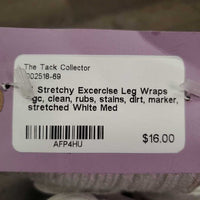 The Tack Collector
002518-69
Stretchy Excercise Leg Wraps
gc, clean, rubs, stains, dirt, marker,
stretched White Med
$16.00
AFP4HU